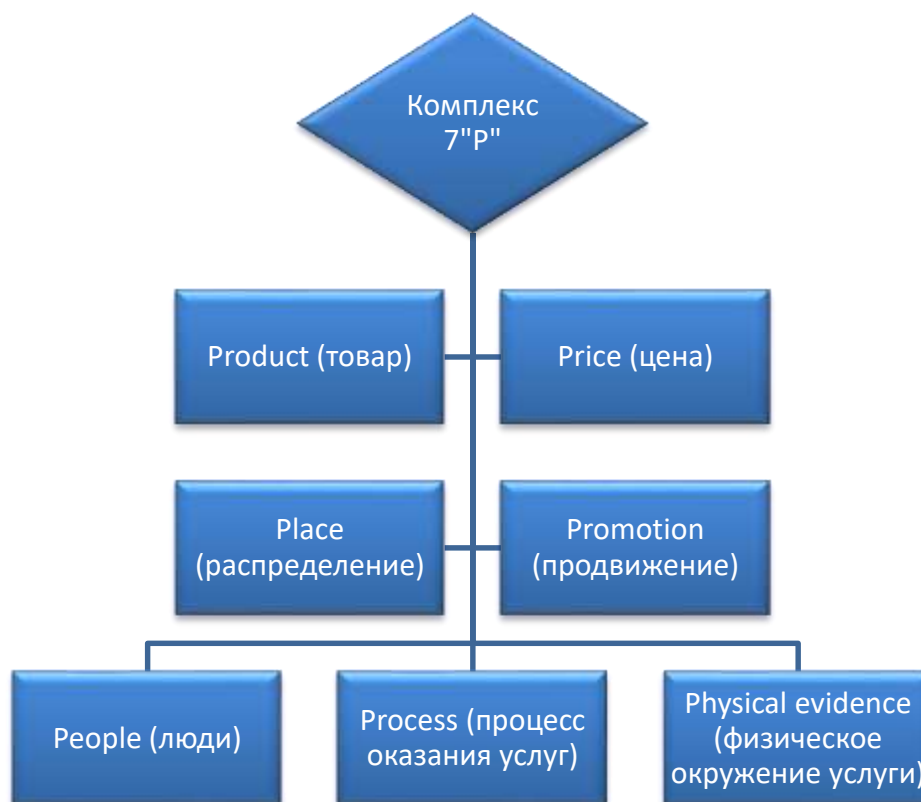 Комплекс
7"Р"
Product (товар)
Price (цена)
Place
(распределение)
Promotion
(продвижение)
People (люди)
Process (процесс
оказания услуг)
Physical evidence
(физическое
окружение услуги)